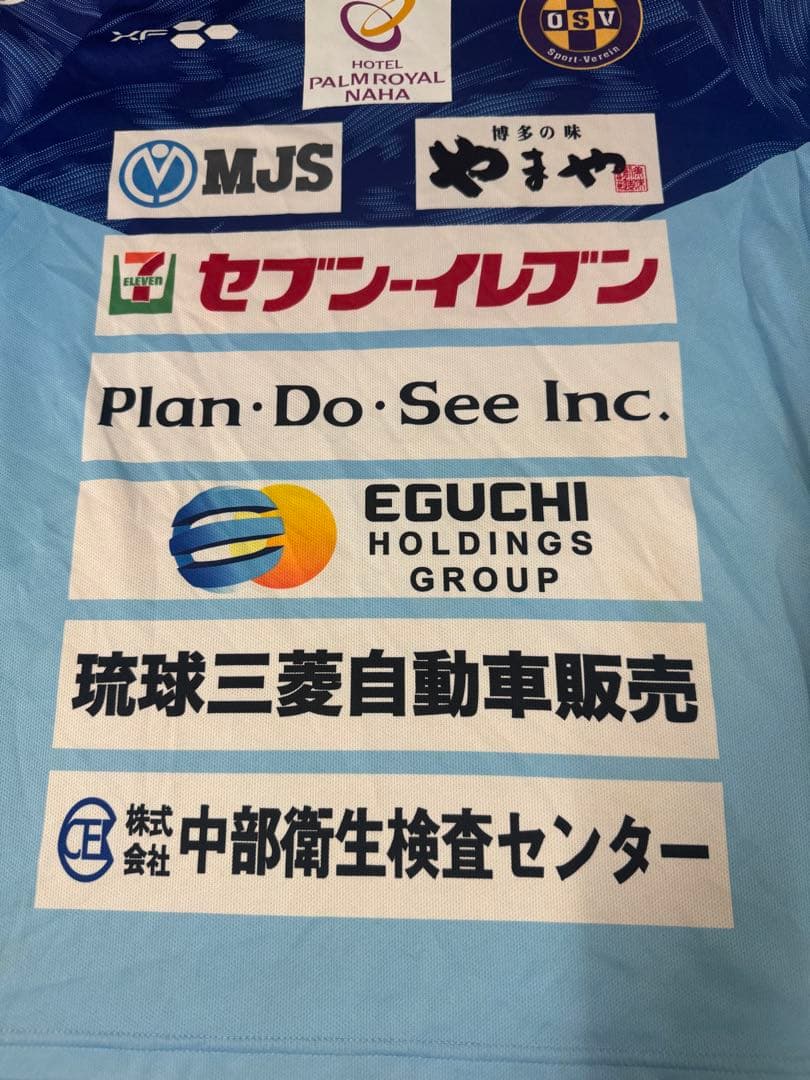 XF
HOTEL
PALM ROYAL
NAHA
OSV
Sport-Verein
MJS
博多の味
やまや
7
ELEVEN
セブン-イレブン
Plan・Do・See Inc.
EGUCHI
HOLDINGS
GROUP
琉球三菱自動車販売
株式
会社
中部衛生検査センター